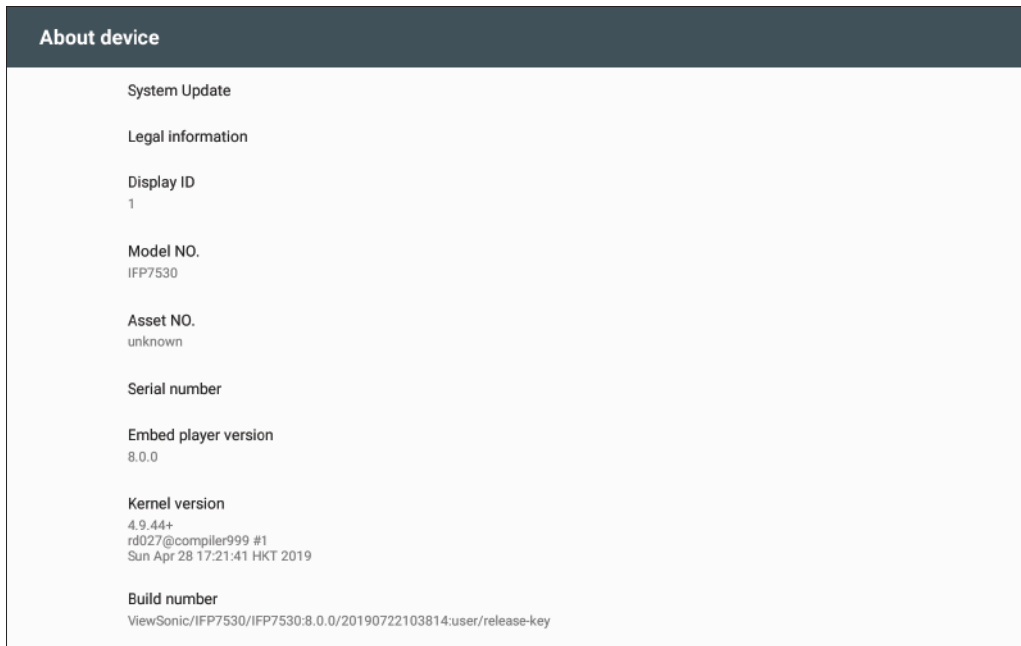 About device
System Update
Legal information
Display ID
1
Model NO.
IFP7530
Asset NO.
unknown
Serial number
Embed player version
8.0.0
Kernel version
4.9.44+
rd027@compiler999 #1
Sun Apr 28 17:21:41 HKT 2019
Build number
ViewSonic/IFP7530/IFP7530:8.0.0/20190722103814:user/release-key